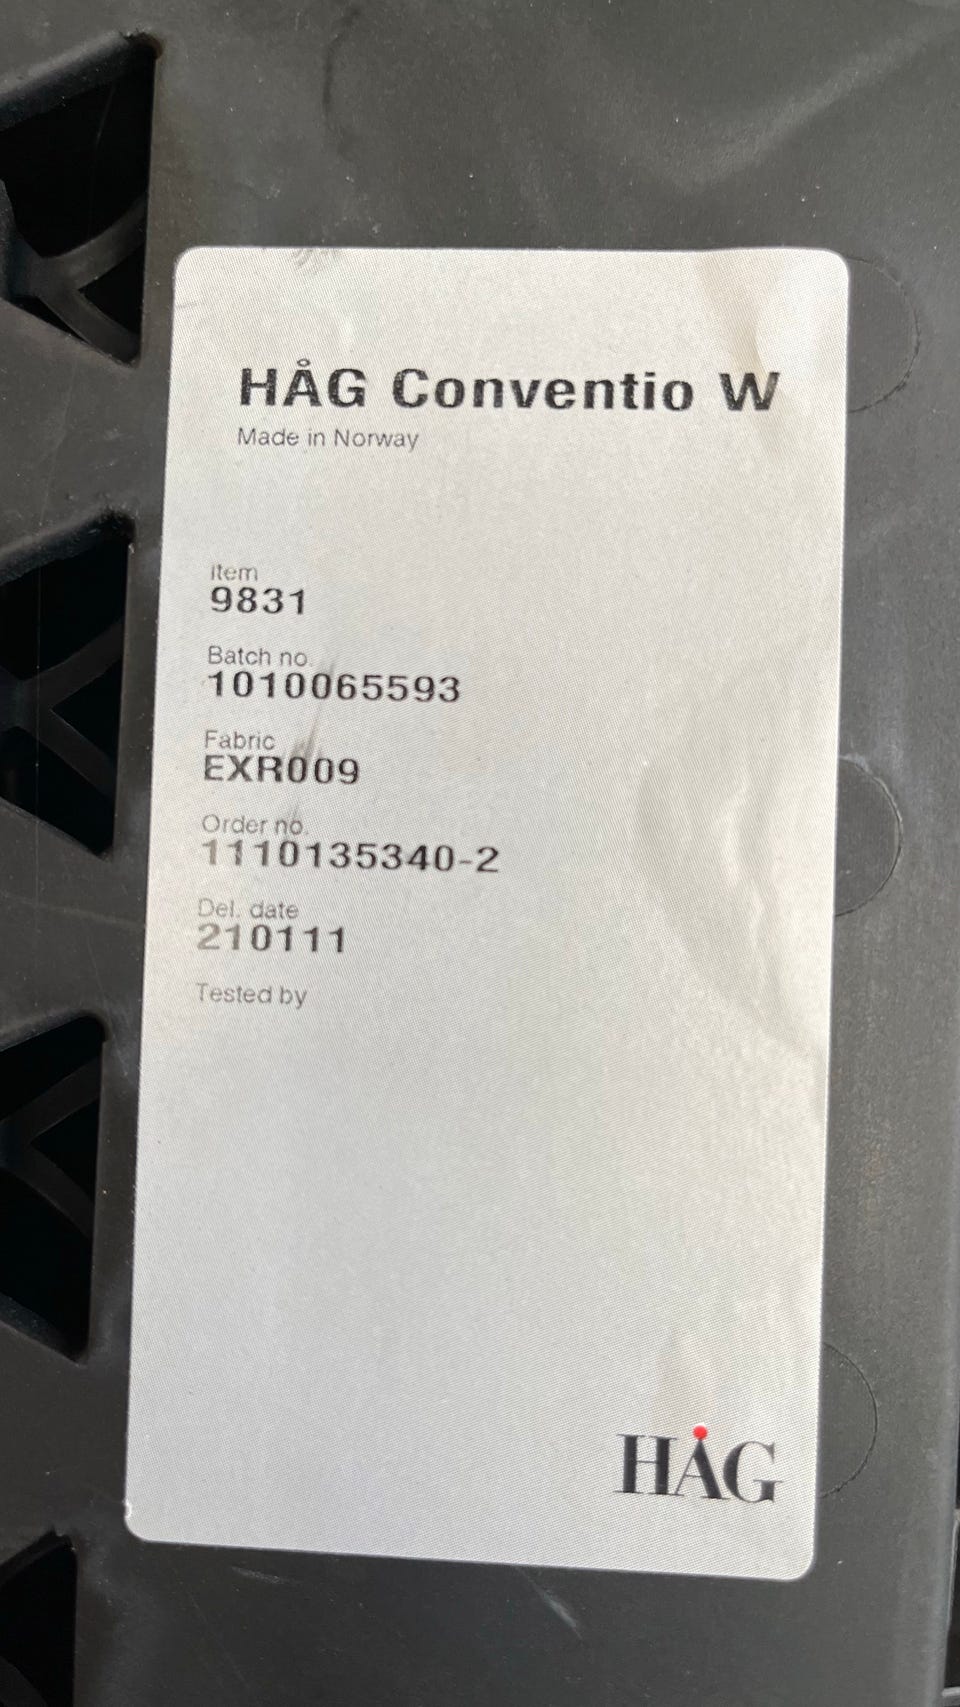 HÅG Conventio W
Made in Norway
Item
9831
Batch no.
1010065593
Fabric
EXR009
Order no.
1110135340-2
Del. date
210111
Tested by
HÅG